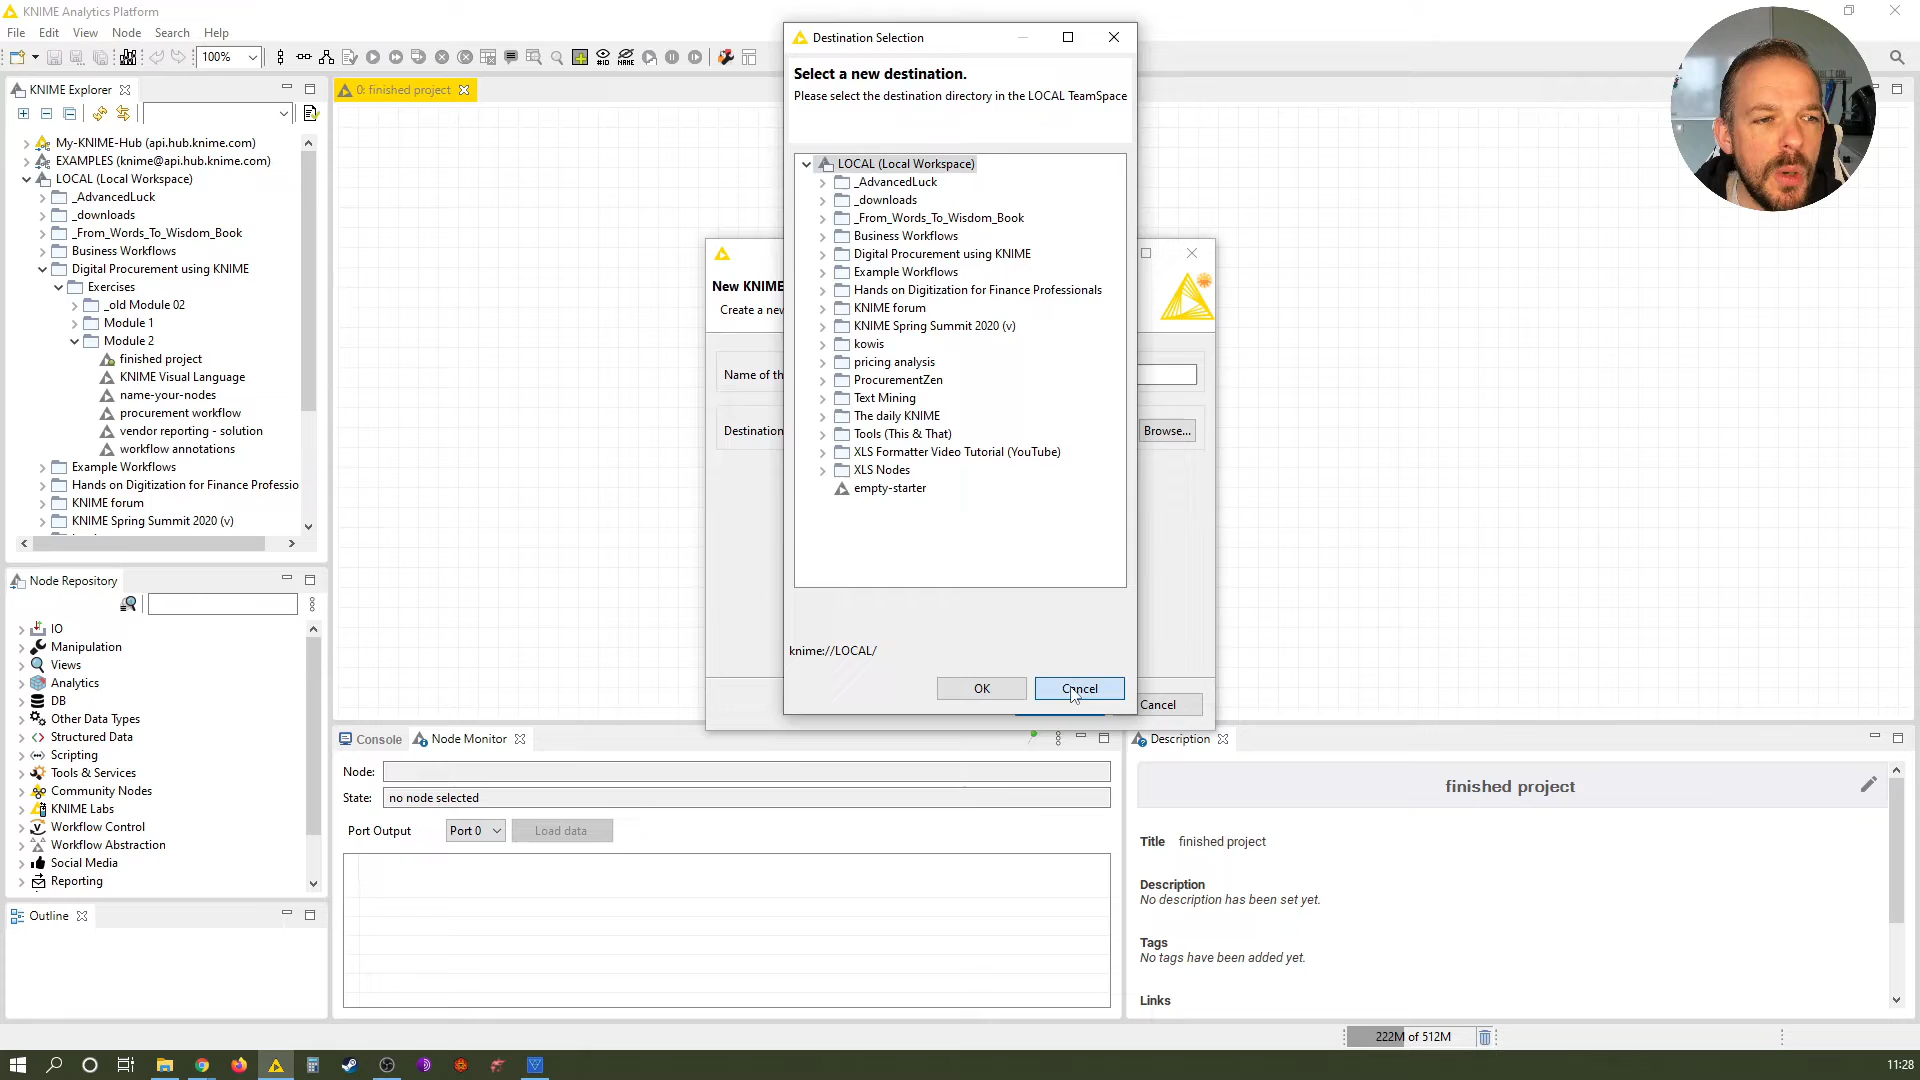 KNIME Analytics Platform
File Edit View Node Search Help
100%
KNIME Explorer
My-KNIME-Hub (api.hub.knime.com)
EXAMPLES (knime@api.hub.knime.com)
LOCAL (Local Workspace)
_AdvancedLuck
_downloads
_From_Words_To_Wisdom_Book
Business Workflows
Digital Procurement using KNIME
Exercises
_old Module 02
Module 1
Module 2
finished project
KNIME Visual Language
name-your-nodes
procurement workflow
vendor reporting - solution
workflow annotations
Example Workflows
Hands on Digitization for Finance Professio
KNIME forum
KNIME Spring Summit 2020 (v)
Node Repository
IO
Manipulation
Views
Analytics
DB
Other Data Types
Structured Data
Scripting
Tools & Services
Community Nodes
KNIME Labs
Workflow Control
Workflow Abstraction
Social Media
Reporting
Outline
0: finished project
New KNIME
Create a new
Name of th
Destination
Browse...
Cancel
Destination Selection
Select a new destination.
Please select the destination directory in the LOCAL TeamSpace
LOCAL (Local Workspace)
_AdvancedLuck
_downloads
_From_Words_To_Wisdom_Book
Business Workflows
Digital Procurement using KNIME
Example Workflows
Hands on Digitization for Finance Professionals
KNIME forum
KNIME Spring Summit 2020 (v)
kowis
pricing analysis
ProcurementZen
Text Mining
The daily KNIME
Tools (This & That)
XLS Formatter Video Tutorial (YouTube)
XLS Nodes
empty-starter
knime://LOCAL/
OK Cancel
Console Node Monitor
Node:
State: no node selected
Port Output Port 0 Load data
Description
finished project
Title finished project
Description
No description has been set yet.
Tags
No tags have been added yet.
Links
222M of 512M
11:28